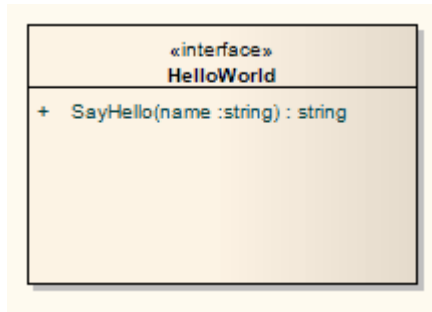 «interface»
HelloWorld
+ SayHello(name :string) : string